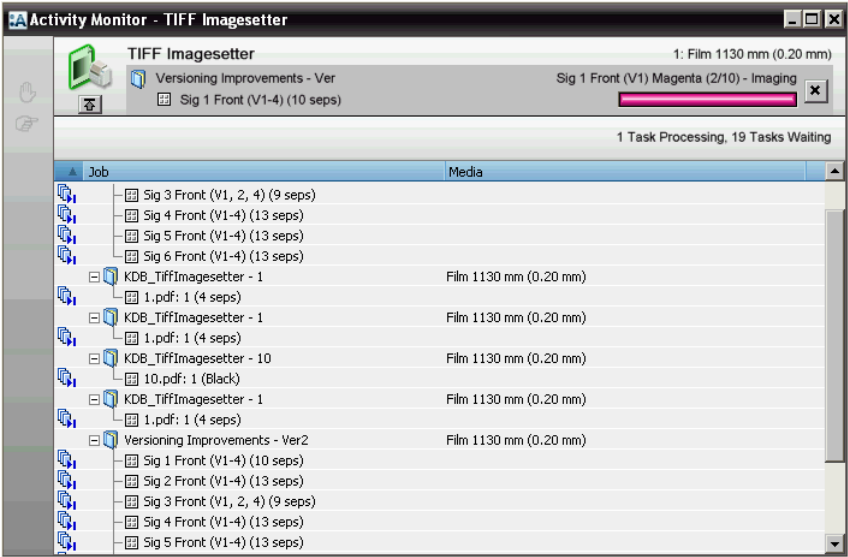 :A Activity Monitor - TIFF Imagesetter
TIFF Imagesetter
1: Film 1130 mm (0.20 mm)
Versioning Improvements - Ver
Sig 1 Front (V1) Magenta (2/10) - Imaging
Sig 1 Front (V1-4) (10 seps)
1 Task Processing, 19 Tasks Waiting
Job Media
Sig 3 Front (V1, 2, 4) (9 seps)
Sig 4 Front (V1-4) (13 seps)
Sig 5 Front (V1-4) (13 seps)
Sig 6 Front (V1-4) (13 seps)
KDB_TiffImagesetter - 1 Film 1130 mm (0.20 mm)
1.pdf: 1 (4 seps)
KDB_TiffImagesetter - 1 Film 1130 mm (0.20 mm)
1.pdf: 1 (4 seps)
KDB_TiffImagesetter - 10 Film 1130 mm (0.20 mm)
10.pdf: 1 (Black)
KDB_TiffImagesetter - 1 Film 1130 mm (0.20 mm)
1.pdf: 1 (4 seps)
Versioning Improvements - Ver2 Film 1130 mm (0.20 mm)
Sig 1 Front (V1-4) (10 seps)
Sig 2 Front (V1-4) (13 seps)
Sig 3 Front (V1, 2, 4) (9 seps)
Sig 4 Front (V1-4) (13 seps)
Sig 5 Front (V1-4) (13 seps)